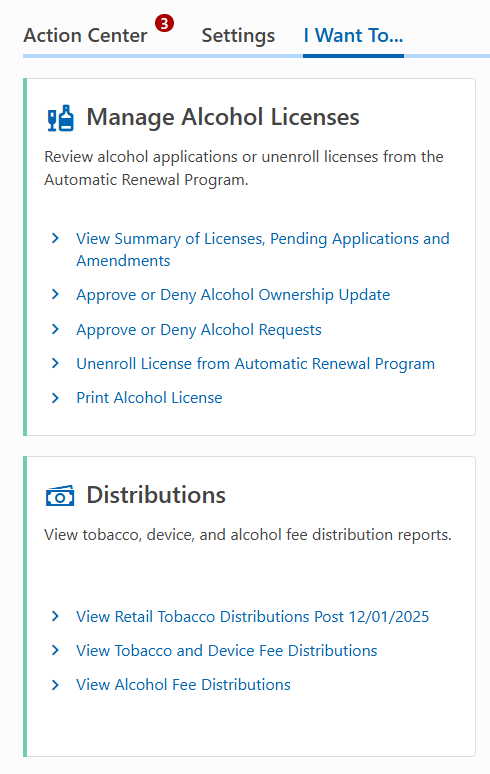 Action Center 3 Settings I Want To...
Manage Alcohol Licenses
Review alcohol applications or unenroll licenses from the
Automatic Renewal Program.
View Summary of Licenses, Pending Applications and
Amendments
Approve or Deny Alcohol Ownership Update
Approve or Deny Alcohol Requests
Unenroll License from Automatic Renewal Program
Print Alcohol License
Distributions
View tobacco, device, and alcohol fee distribution reports.
View Retail Tobacco Distributions Post 12/01/2025
View Tobacco and Device Fee Distributions
View Alcohol Fee Distributions